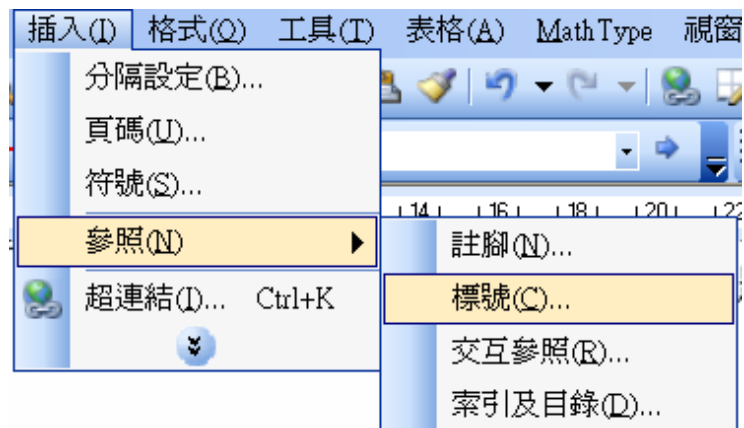 插入(I) 格式(O) 工具(T) 表格(A) MathType 視窗
分隔設定(B)...
頁碼(U)...
符號(S)...
14 16 18 20 22
參照(N)
註腳(N)...
超連結(I)... Ctrl+K
標號(C)...
交互參照(R)...
索引及目錄(D)...